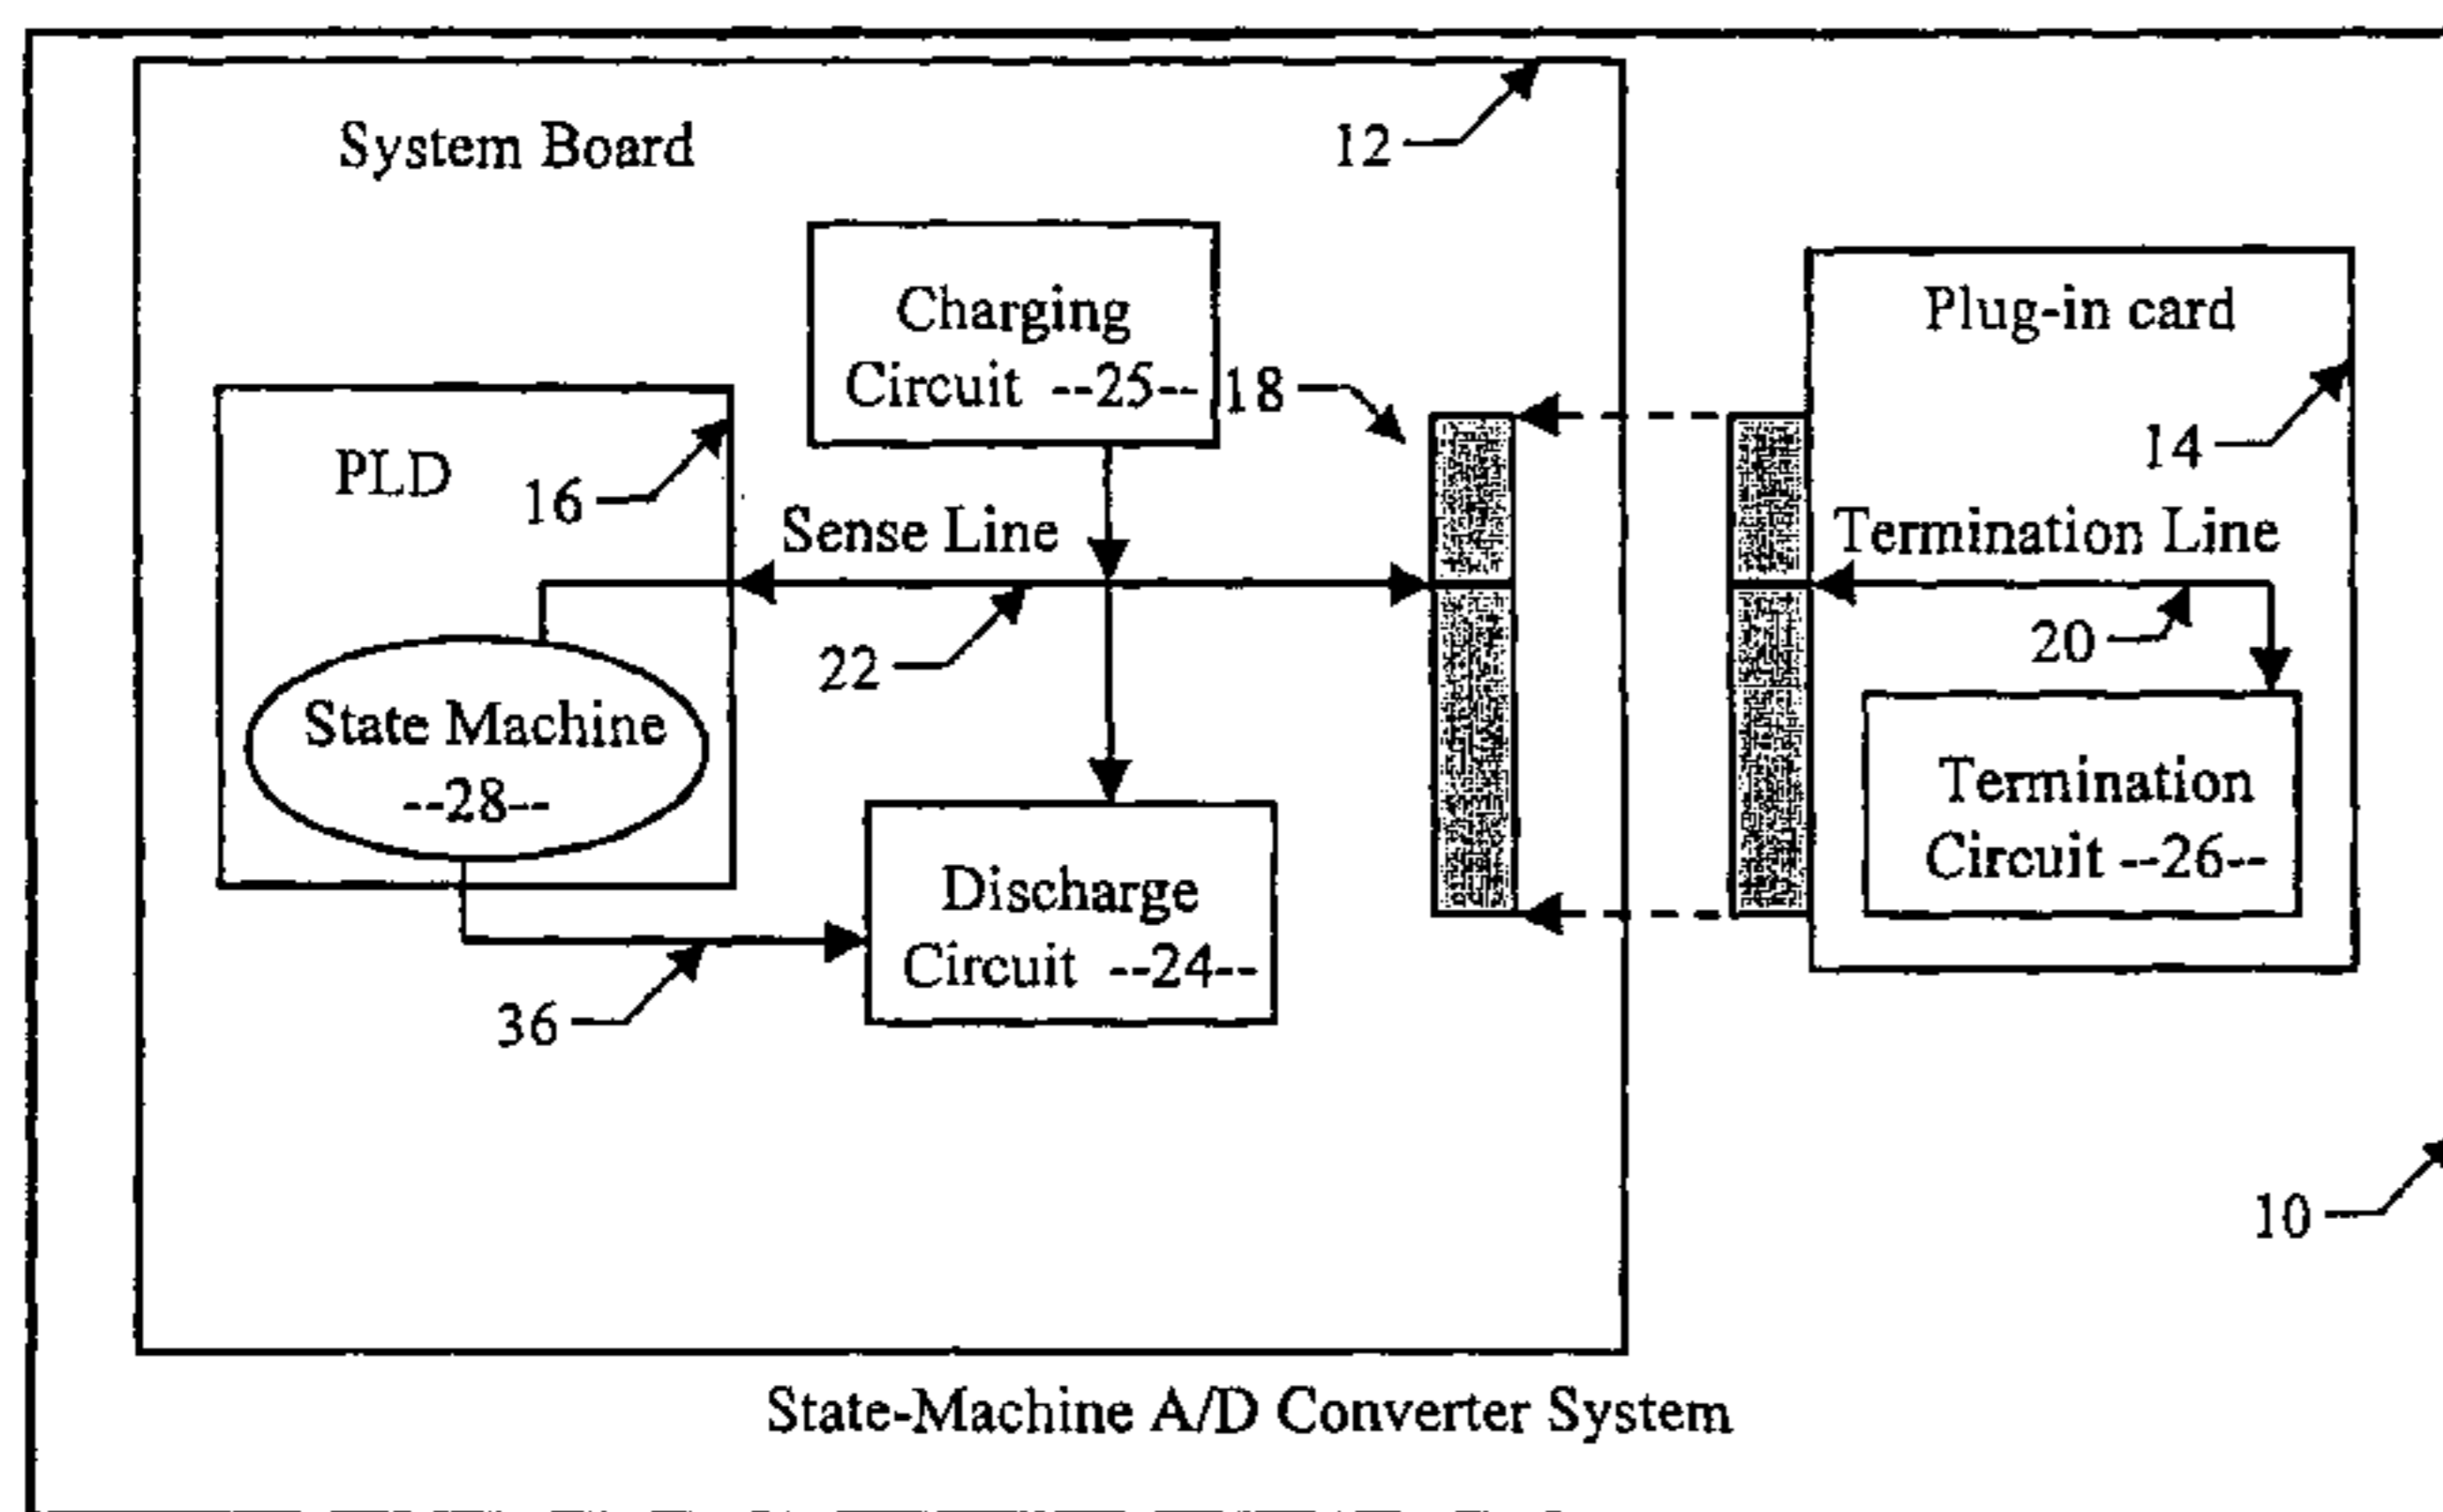 System Board
12
Charging
Circuit --25--
18
Plug-in card
14
PLD
16
Sense Line
Termination Line
22
20
State Machine
--28--
Termination
Circuit --26--
Discharge
Circuit --24--
36
10
State-Machine A/D Converter System